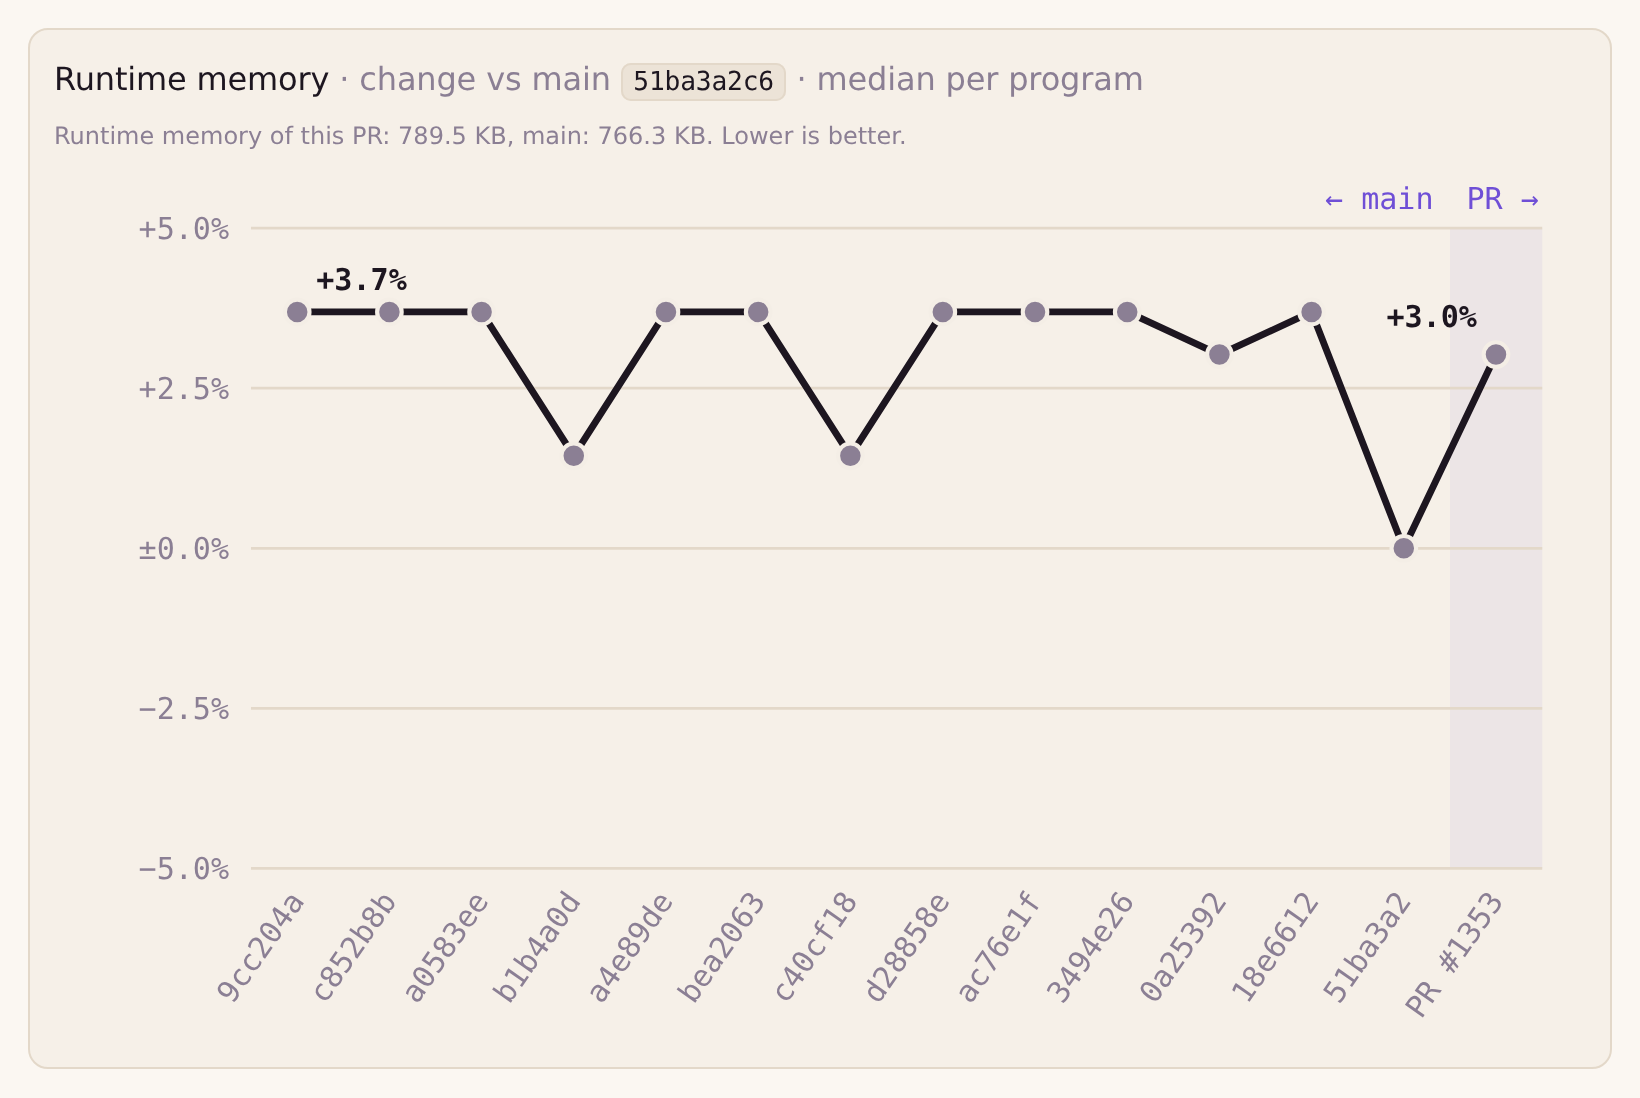 Runtime memory · change vs main 51ba3a2c6 · median per program
Runtime memory of this PR: 789.5 KB, main: 766.3 KB. Lower is better.
← main PR →
+5.0%
+3.7%
+3.0%
+2.5%
±0.0%
−2.5%
−5.0%
9cc204a
c852b8b
a0583ee
b1b4a0d
a4e89de
bea2063
c40cf18
d28858e
ac76e1f
3494e26
0a25392
18e6612
51ba3a2
PR #1353